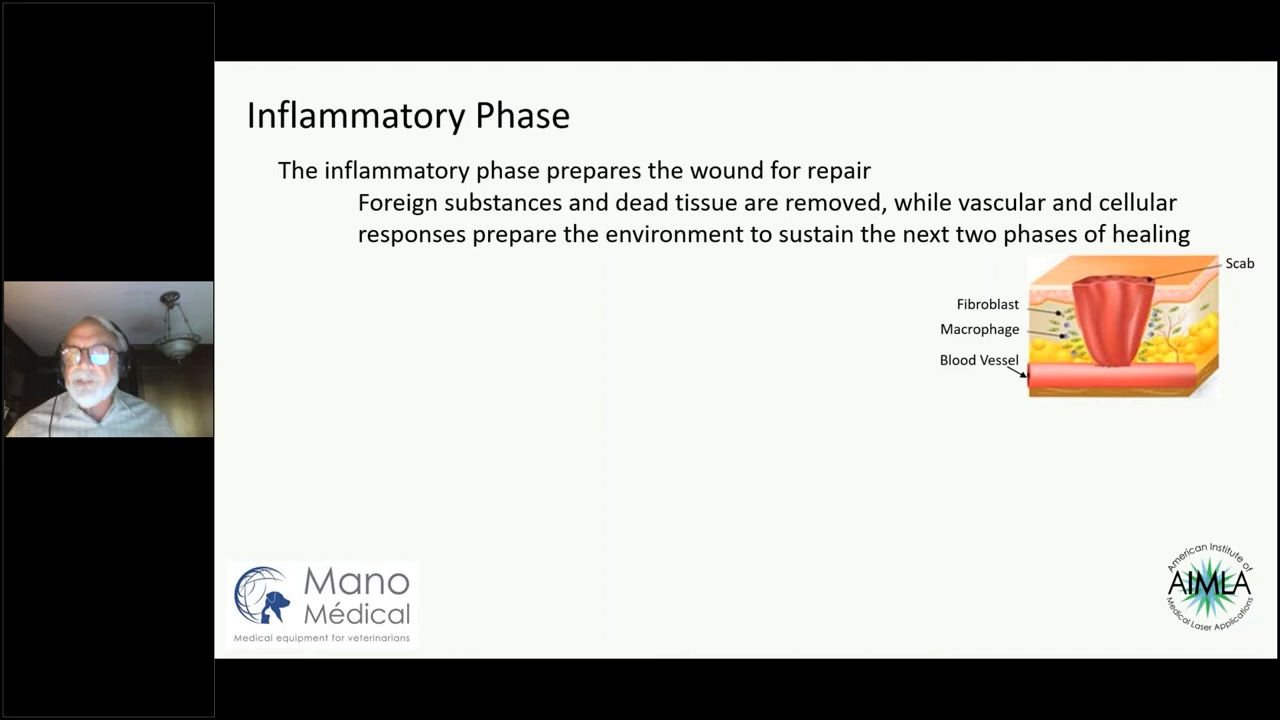 Inflammatory Phase
The inflammatory phase prepares the wound for repair
Foreign substances and dead tissue are removed, while vascular and cellular
responses prepare the environment to sustain the next two phases of healing
Scab
Fibroblast
Macrophage
Blood Vessel
Mano
Médical
Medical equipment for veterinarians
American Institute of
AIMLA
Medical Laser Applications